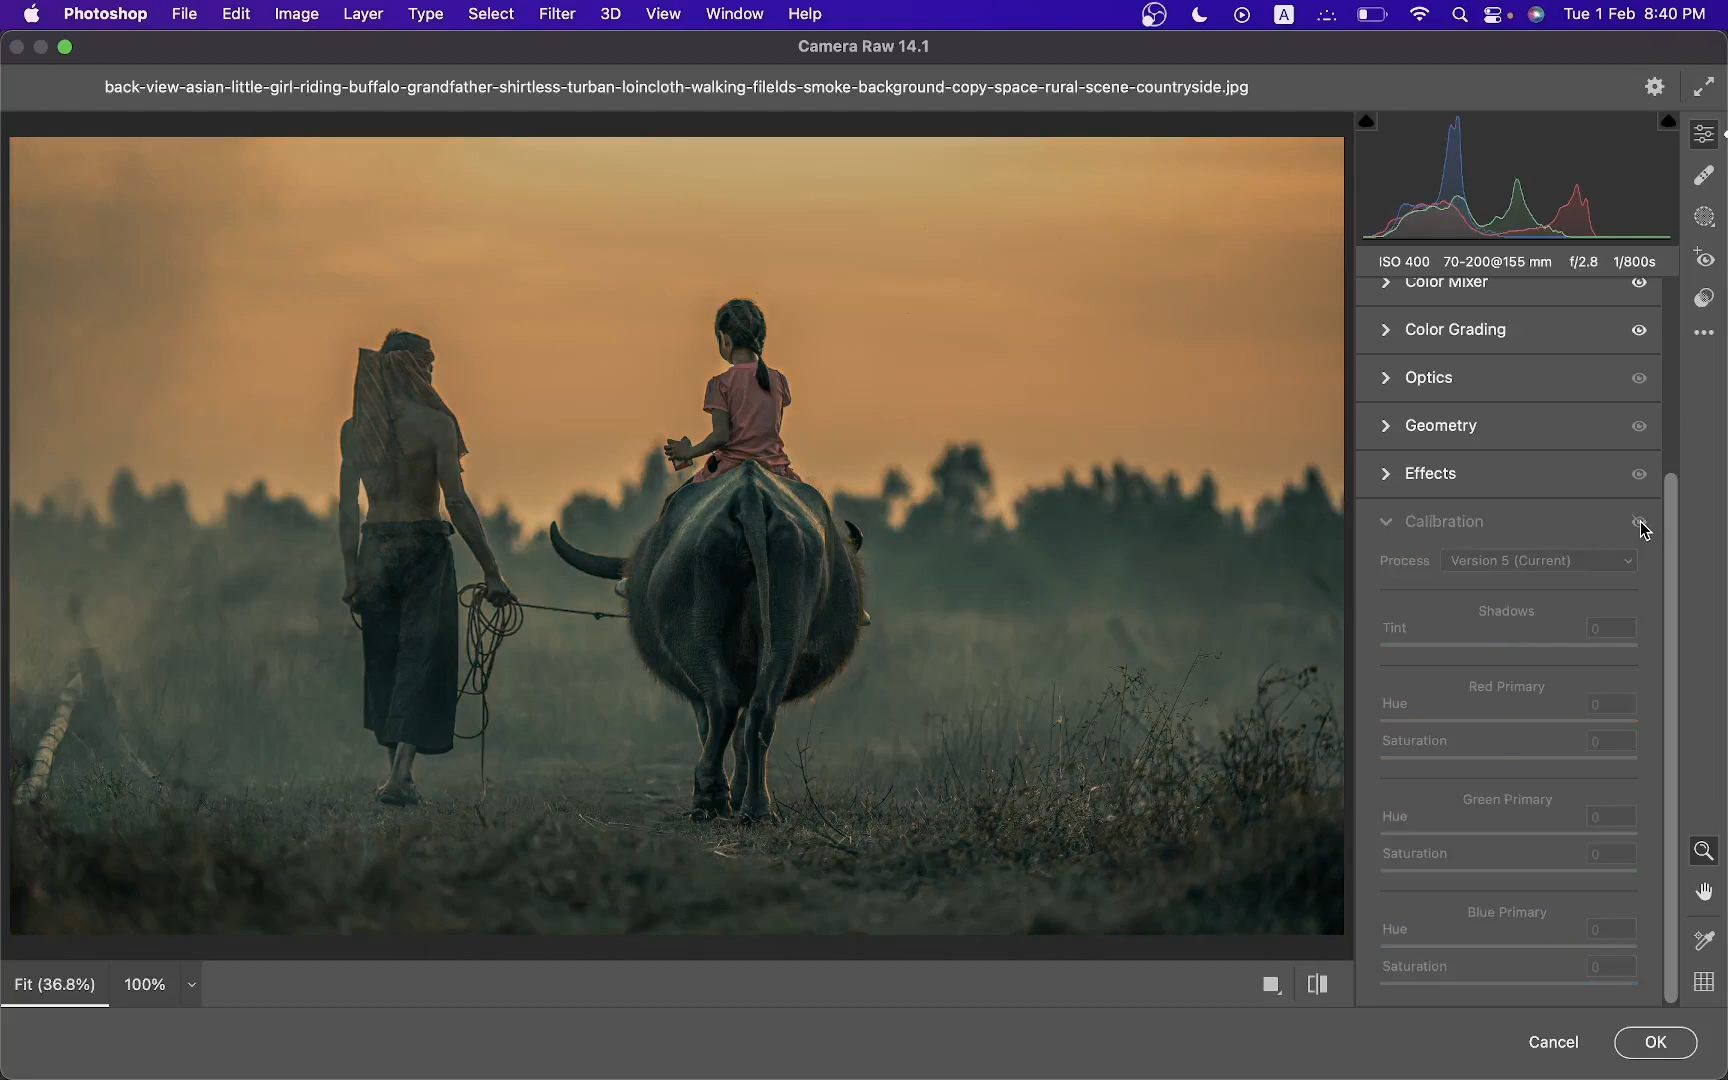 Photoshop File Edit Image Layer Type Select Filter 3D View Window Help A Tue 1 Feb 8:40 PM
Camera Raw 14.1
back-view-asian-little-girl-riding-buffalo-grandfather-shirtless-turban-loincloth-walking-filelds-smoke-background-copy-space-rural-scene-countryside.jpg
ISO 400 70-200@155 mm f/2.8 1/800s
Color Mixer
Color Grading
Optics
Geometry
Effects
Calibration
Process Version 5 (Current)
Shadows
Tint 0
Red Primary
Hue 0
Saturation 0
Green Primary
Hue 0
Saturation 0
Blue Primary
Hue 0
Saturation 0
Fit (36.8%) 100%
Cancel OK